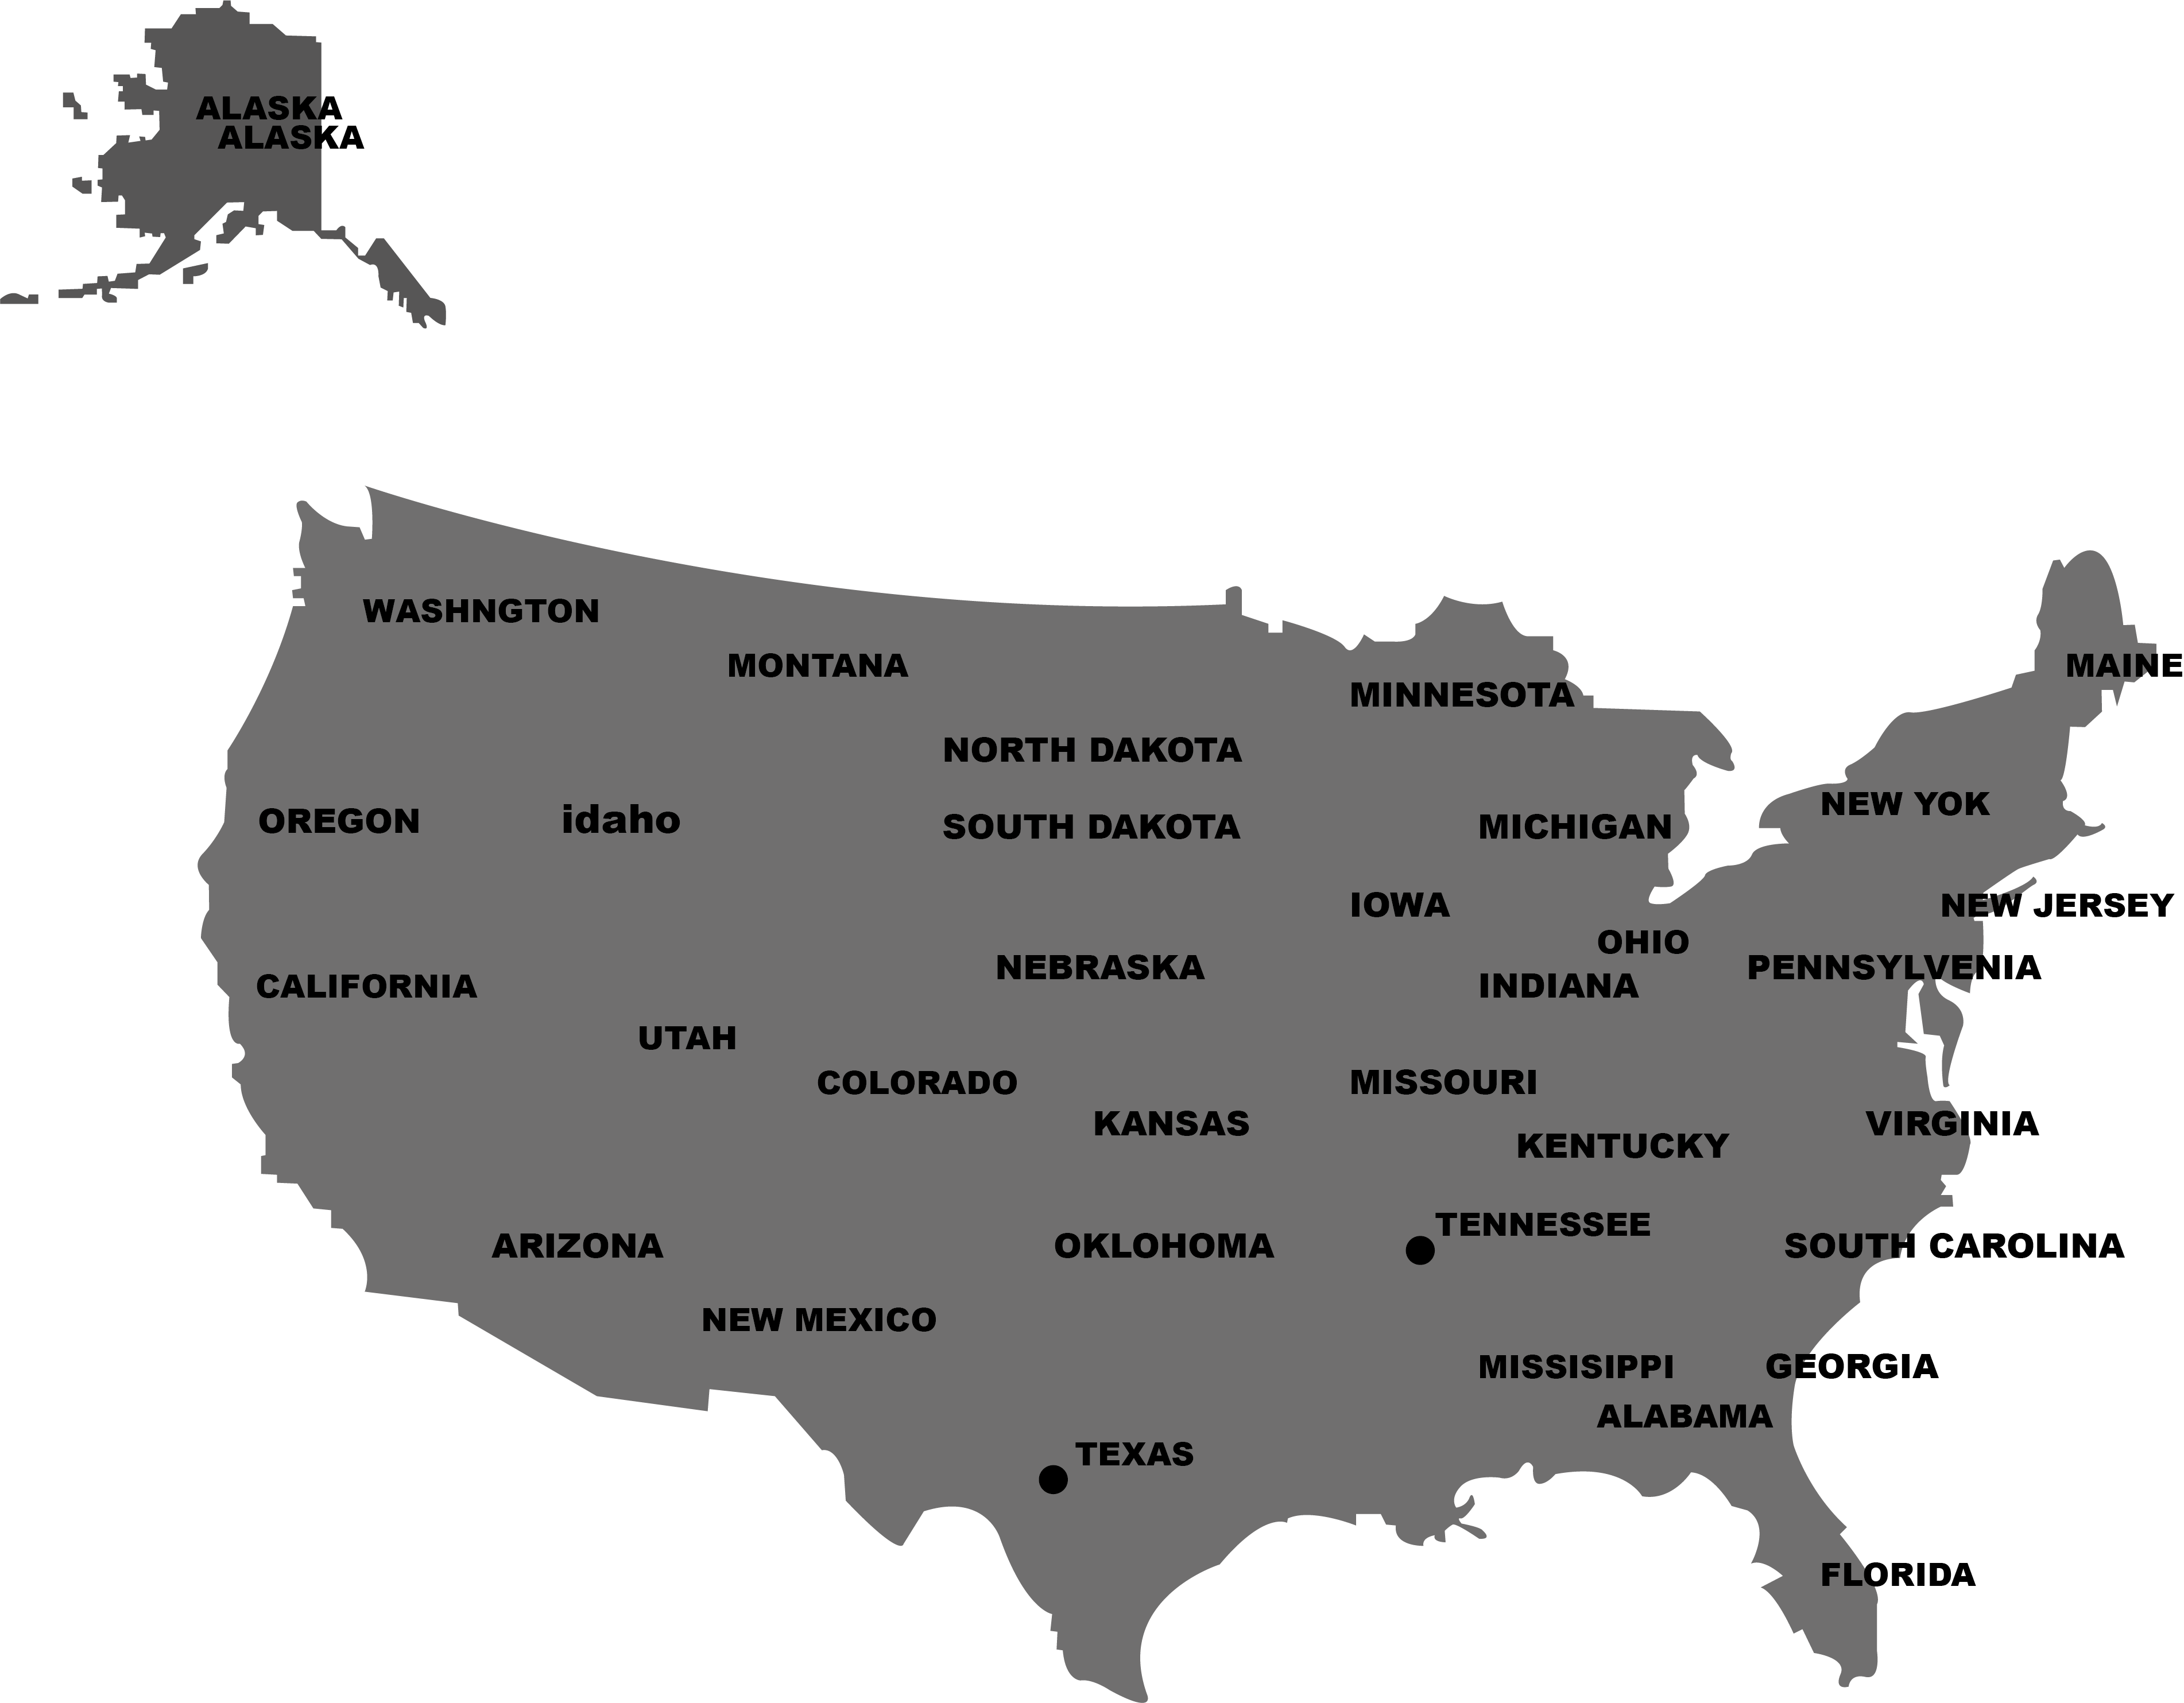 ALASKA
ALASKA
WASHNGTON
MONTANA
MAINE
MINNESOTA
NORTH DAKOTA
NEW YOK
OREGON
idaho
SOUTH DAKOTA
MICHIGAN
IOWA
NEW JERSEY
OHIO
NEBRASKA
PENNSYLVENIA
CALIFORNIA
INDIANA
UTAH
COLORADO
MISSOURI
KANSAS
VIRGINIA
KENTUCKY
TENNESSEE
ARIZONA
OKLOHOMA
SOUTH CAROLINA
NEW MEXICO
MISSISIPPI
GEORGIA
ALABAMA
TEXAS
FLORIDA